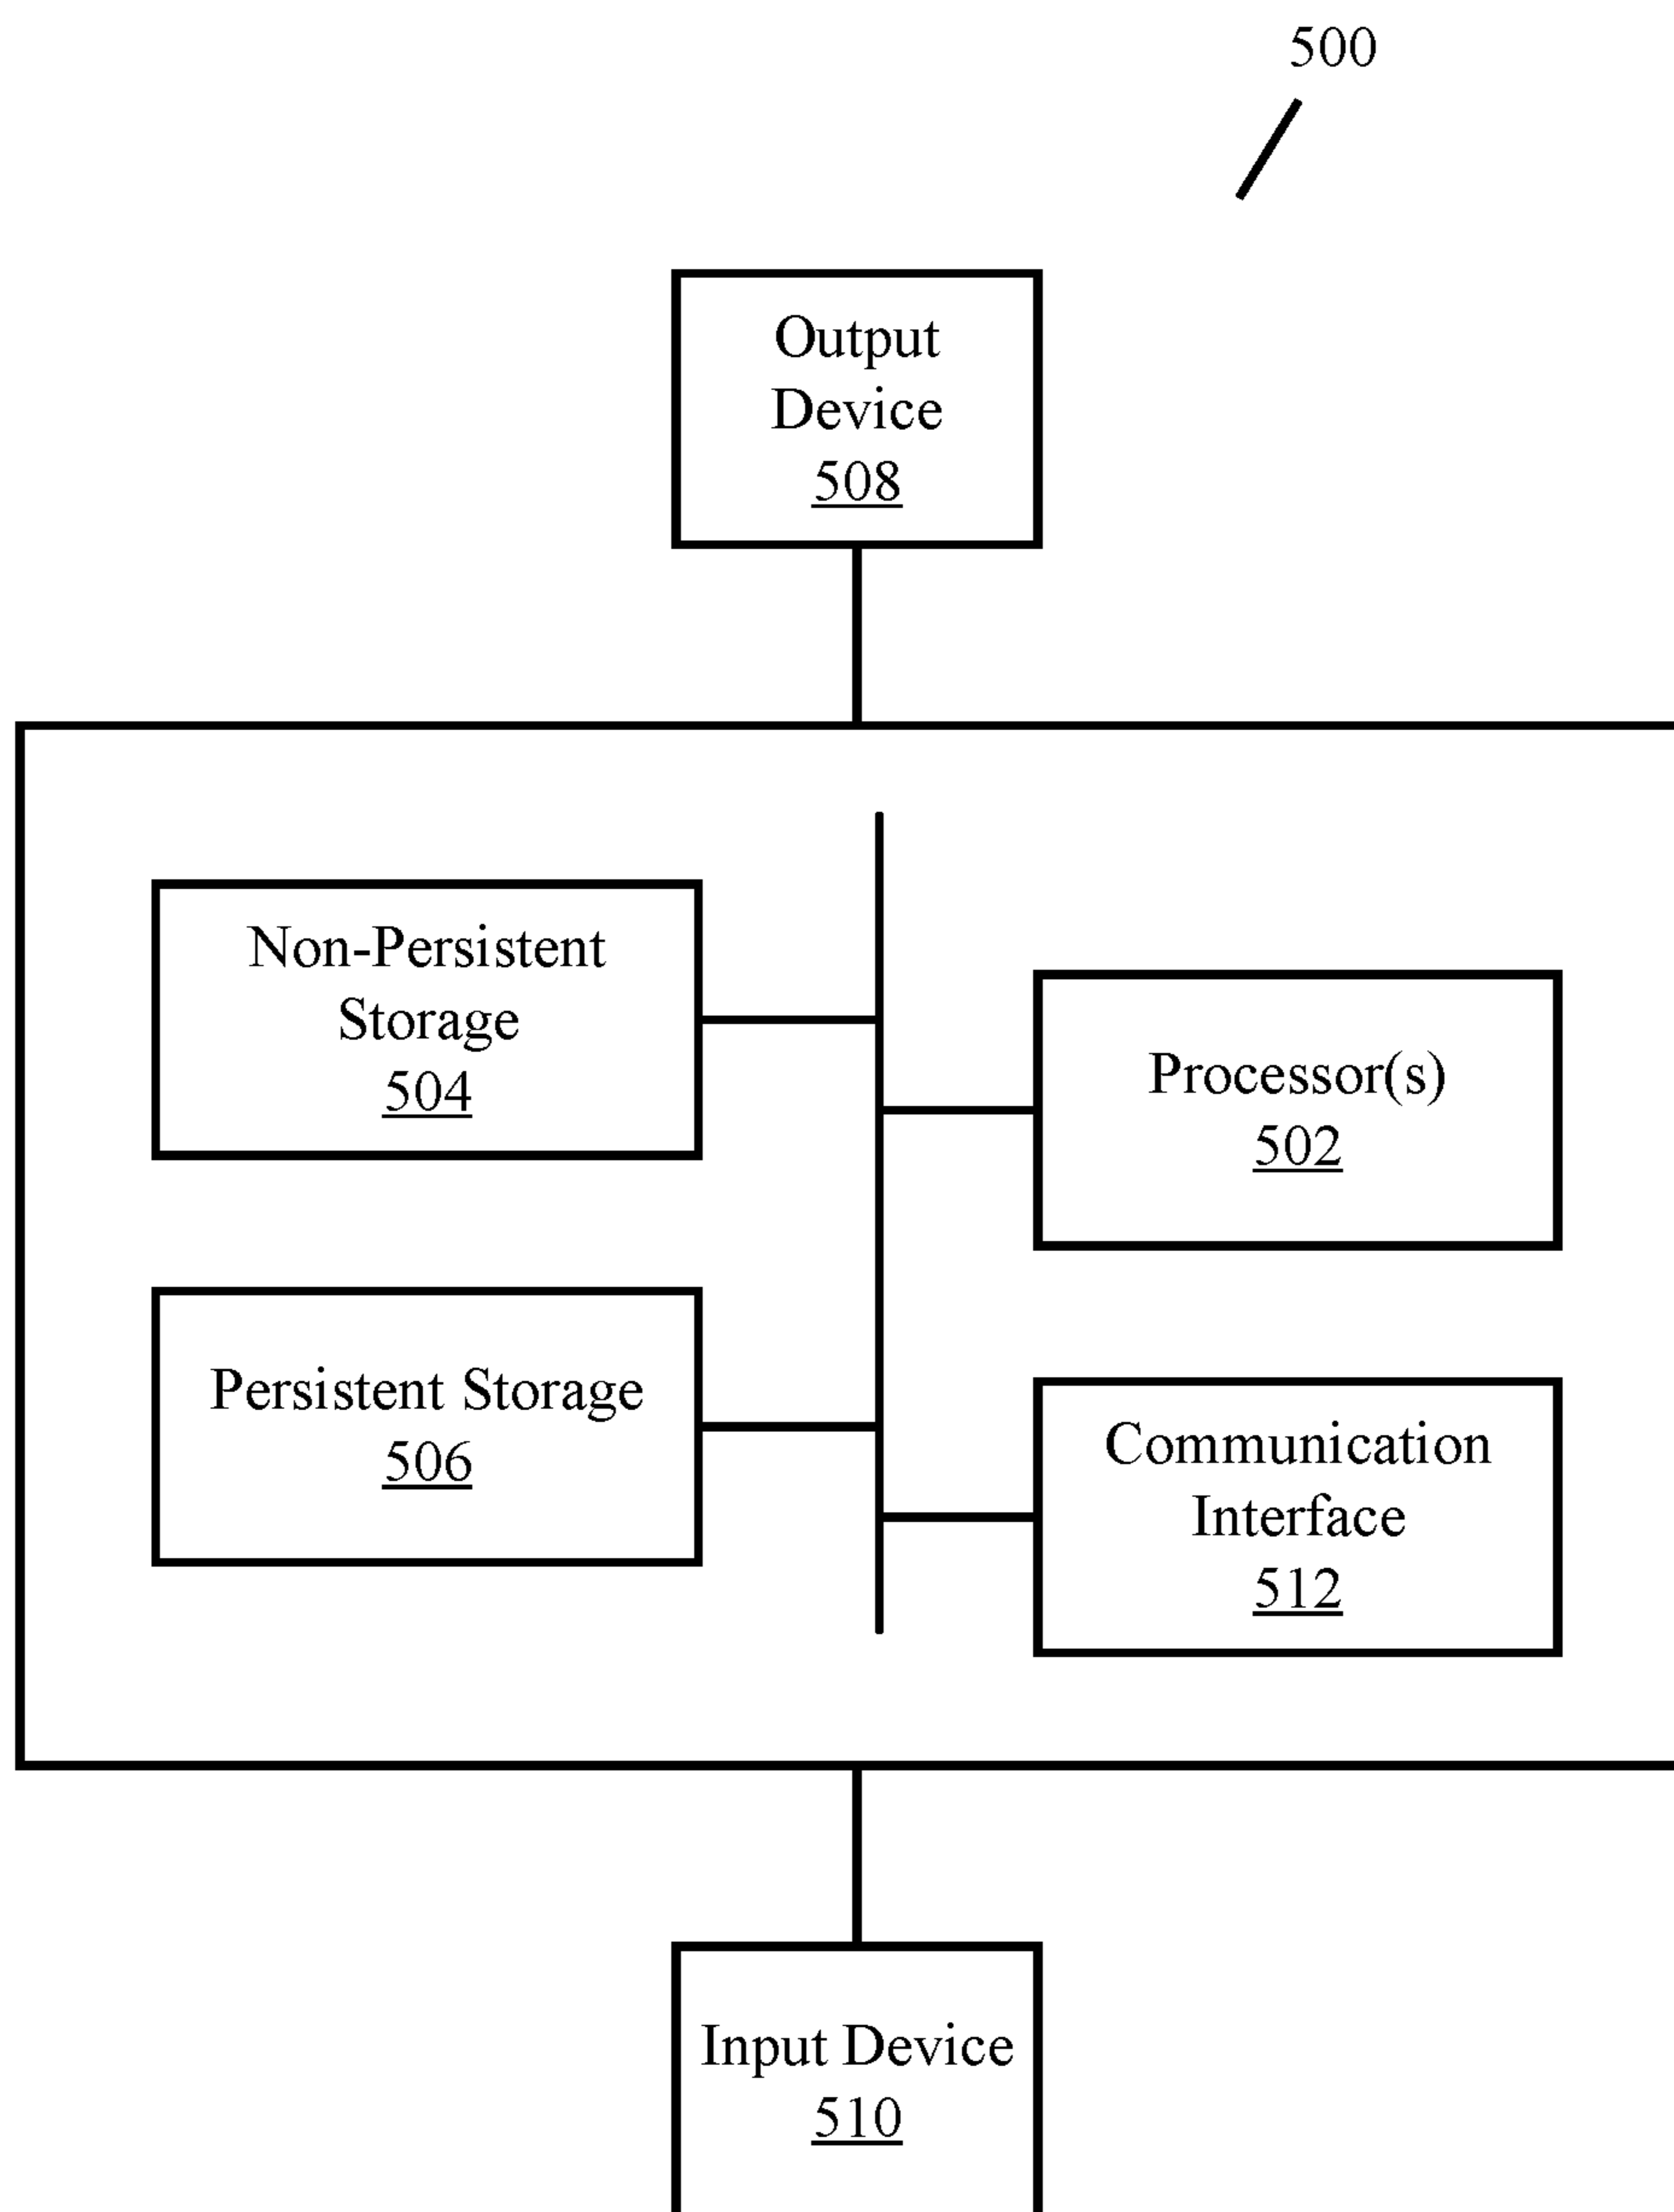 500
Output
Device
508
Non-Persistent
Storage
504
Processor(s)
502
Persistent Storage
506
Communication
Interface
512
Input Device
510